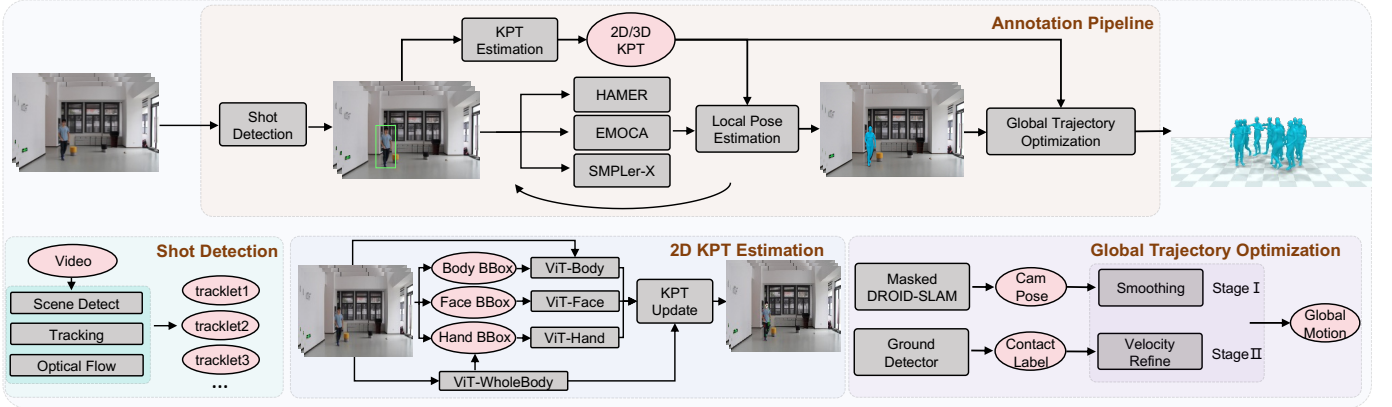 Annotation Pipeline
KPT
Estimation
2D/3D
KPT
Shot
Detection
HAMER
EMOCA
SMPLer-X
Local Pose
Estimation
Global Trajectory
Optimization
Shot Detection
Video
Scene Detect
Tracking
Optical Flow
tracklet1
tracklet2
tracklet3
...
2D KPT Estimation
Body BBox
Face BBox
Hand BBox
ViT-Body
ViT-Face
ViT-Hand
ViT-WholeBody
KPT
Update
Global Trajectory Optimization
Masked
DROID-SLAM
Cam
Pose
Smoothing
Stage Ⅰ
Ground
Detector
Contact
Label
Velocity
Refine
Stage Ⅱ
Global
Motion